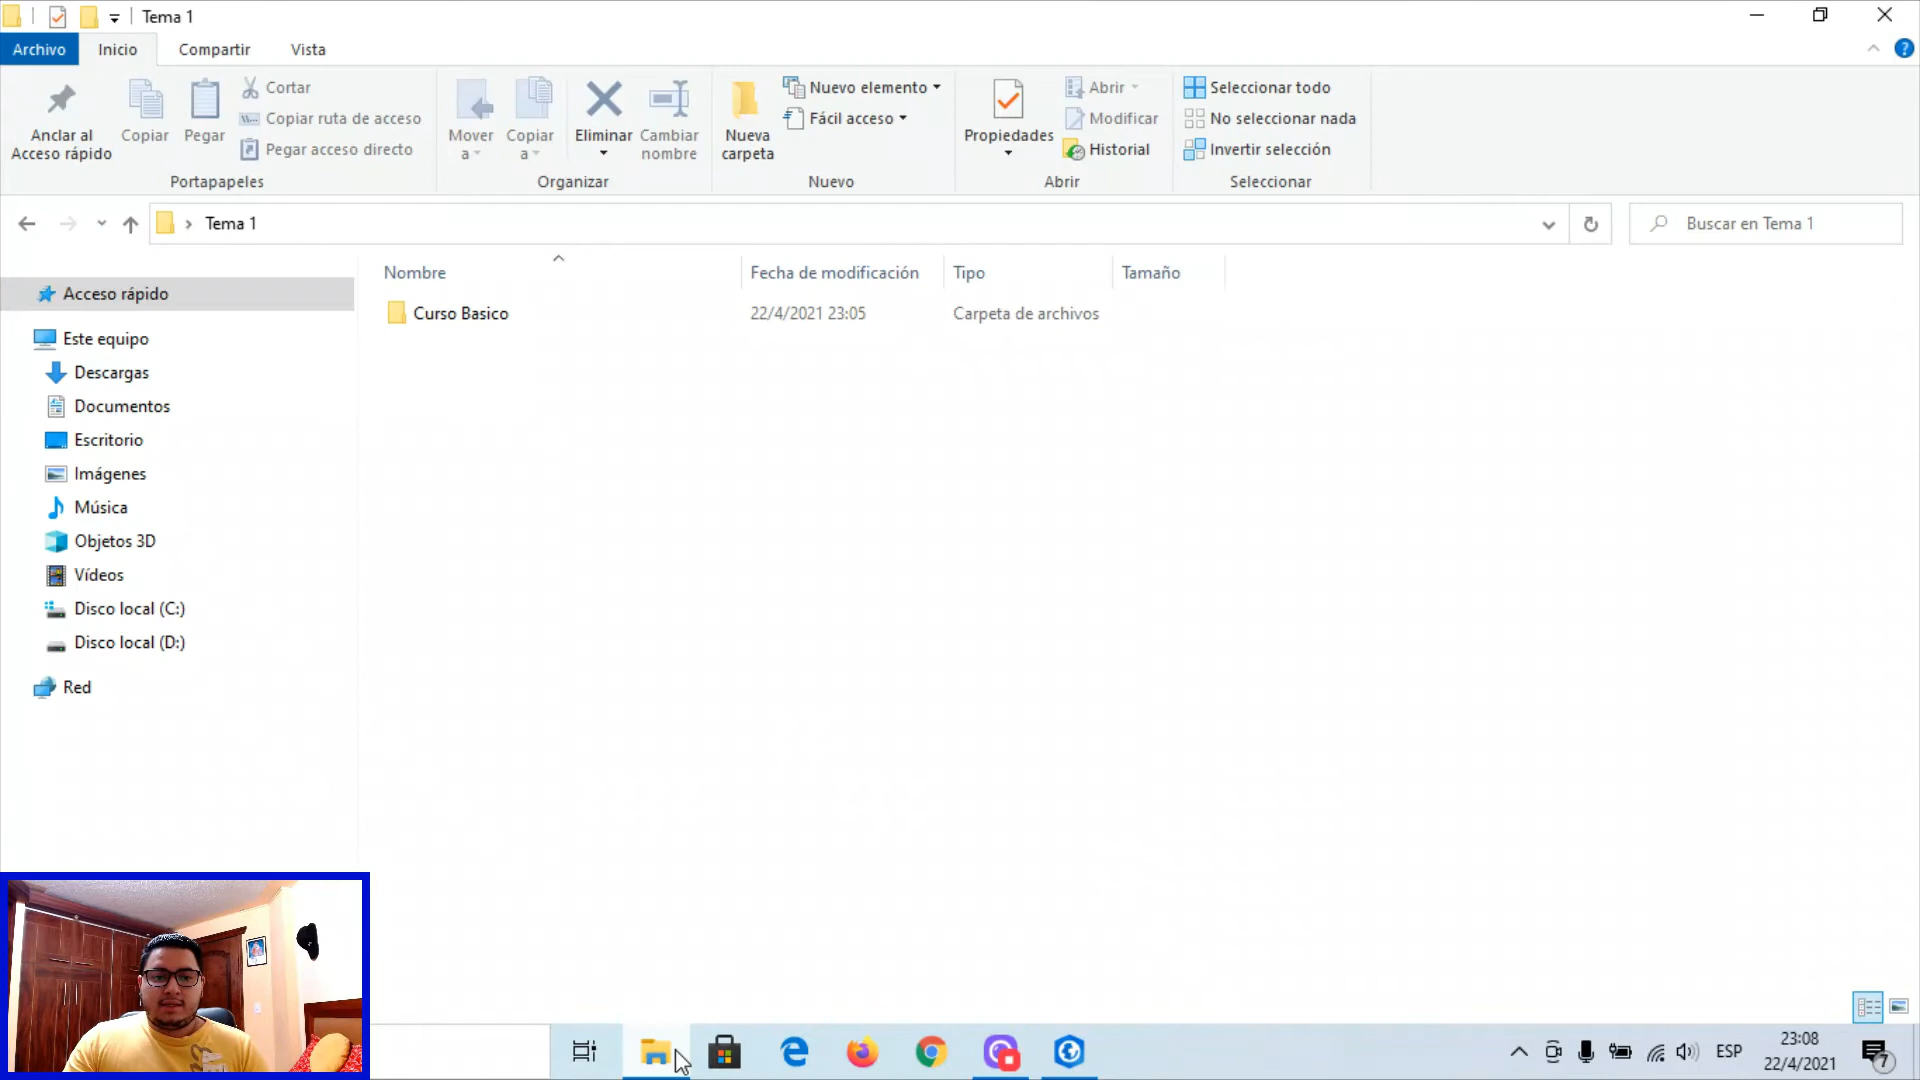 Tema 1
Archivo Inicio Compartir Vista
Anclar al Acceso rápido
Copiar
Pegar
Cortar
Copiar ruta de acceso
Pegar acceso directo
Portapapeles
Mover a
Copiar a
Eliminar
Cambiar nombre
Organizar
Nueva carpeta
Nuevo elemento
Fácil acceso
Nuevo
Propiedades
Abrir
Modificar
Historial
Abrir
Seleccionar todo
No seleccionar nada
Invertir selección
Seleccionar
Tema 1
Buscar en Tema 1
Nombre Fecha de modificación Tipo Tamaño
Curso Basico 22/4/2021 23:05 Carpeta de archivos
Acceso rápido
Este equipo
Descargas
Documentos
Escritorio
Imágenes
Música
Objetos 3D
Vídeos
Disco local (C:)
Disco local (D:)
Red
ESP
23:08
22/4/2021
7